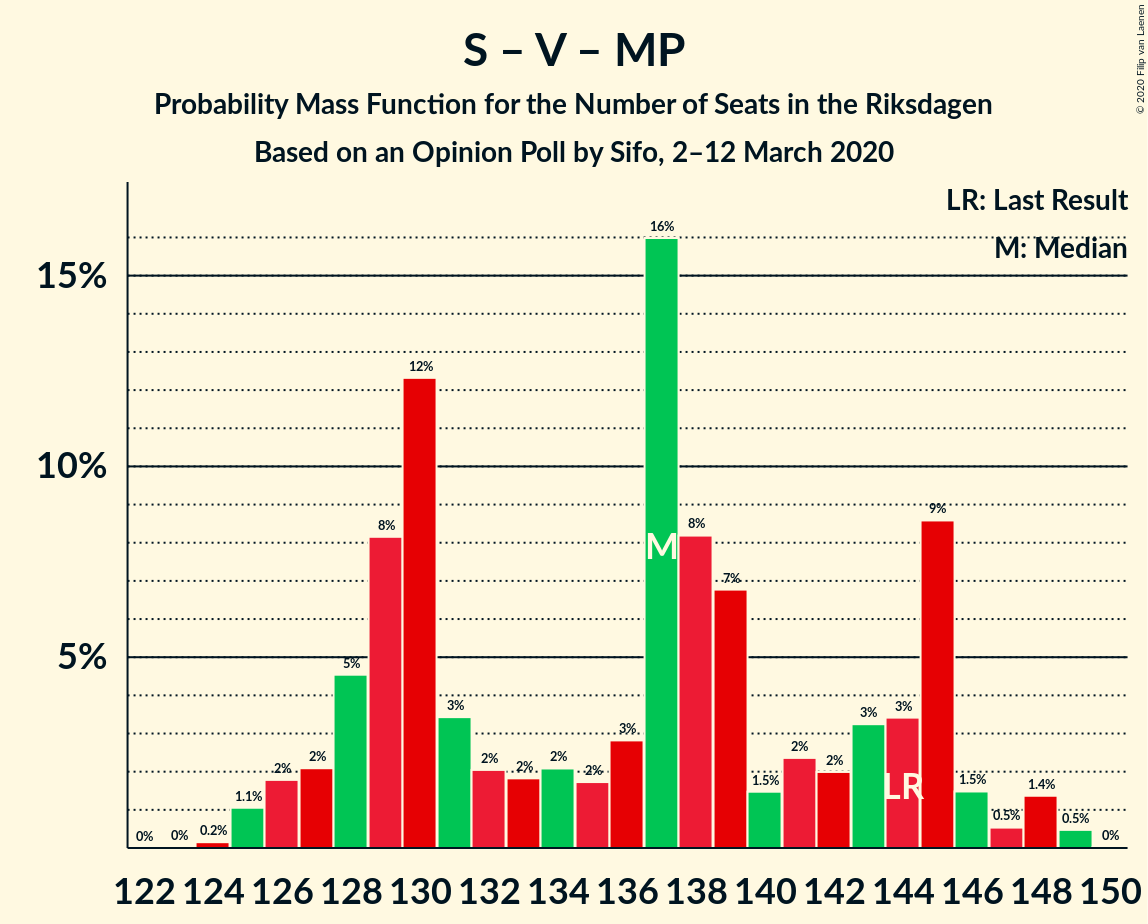 S – V – MP
Probability Mass Function for the Number of Seats in the Riksdagen
Based on an Opinion Poll by Sifo, 2–12 March 2020
© 2020 Filip van Laenen
LR: Last Result
M: Median
15%
10%
5%
0% 0% 0.2% 1.1% 2% 2% 5% 8% 12% 3% 2% 2% 2% 2% 3% 16% 8% 7% 1.5% 2% 2% 3% 3% 9% 1.5% 0.5% 1.4% 0.5% 0%
M
LR
122 124 126 128 130 132 134 136 138 140 142 144 146 148 150